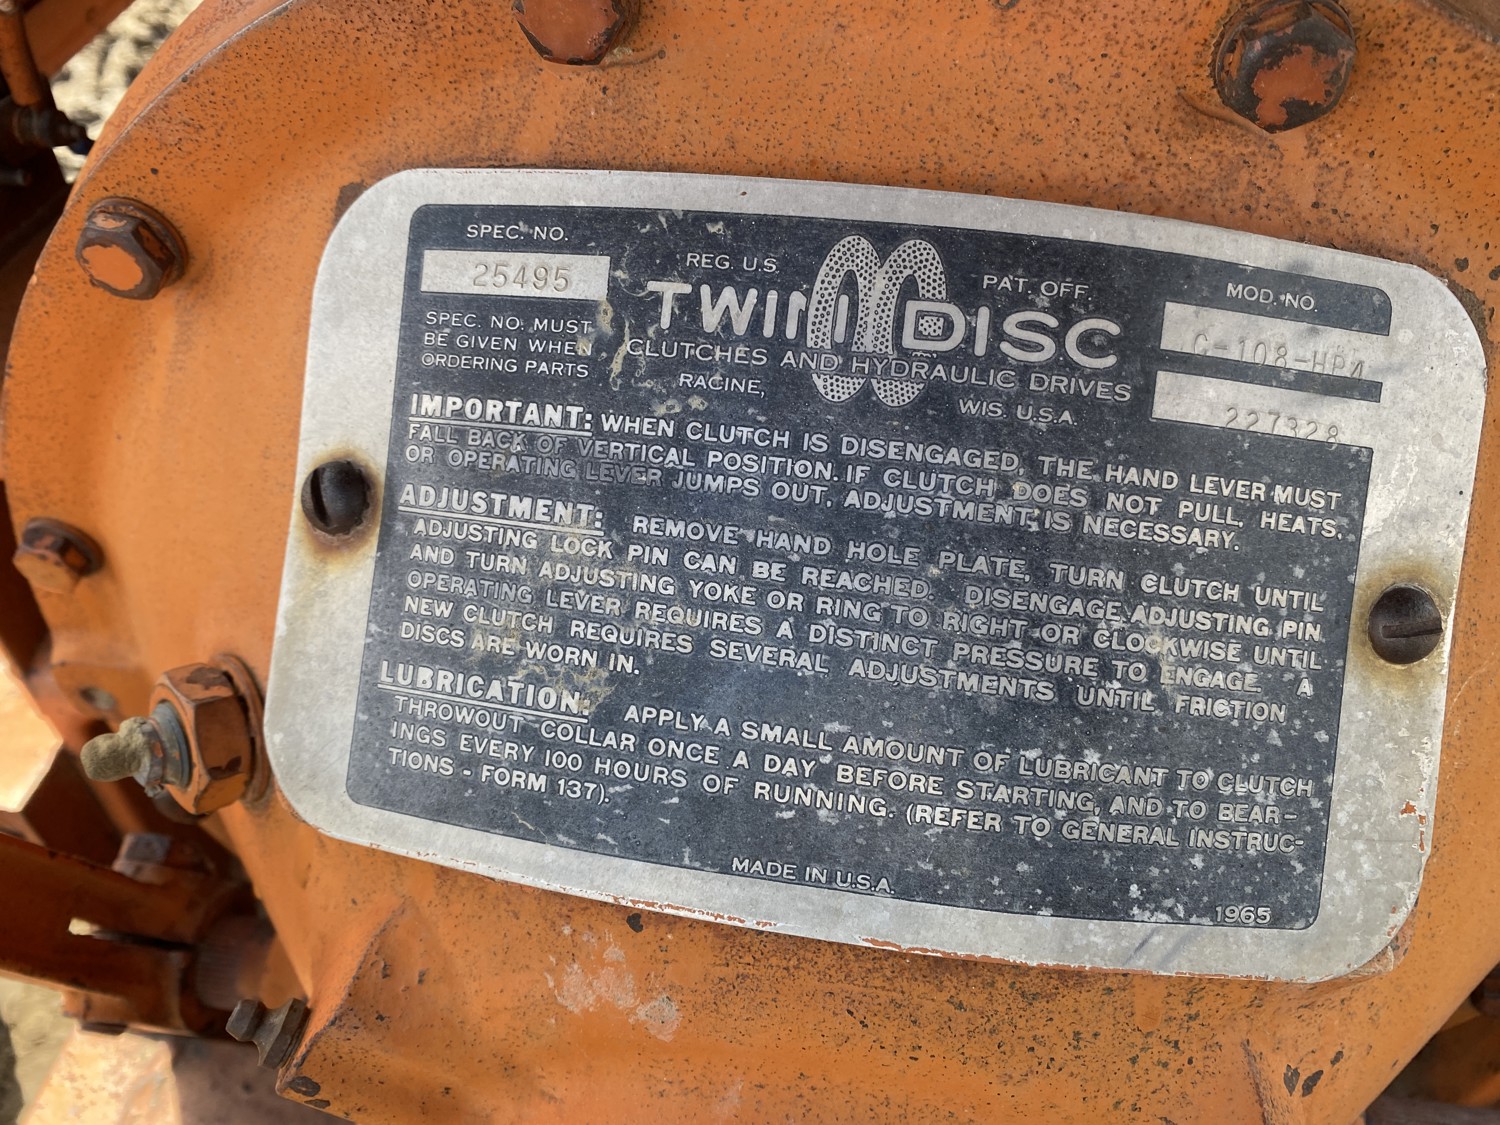 SPEC. NO.
25495
SPEC. NO. MUST
BE GIVEN WHEN
ORDERING PARTS
REG. U.S. PAT. OFF.
TWIN DISC
CLUTCHES AND HYDRAULIC DRIVES
RACINE, WIS. U.S.A.
MOD. NO.
C-108-HP4
227328
IMPORTANT: WHEN CLUTCH IS DISENGAGED, THE HAND LEVER MUST
FALL BACK OF VERTICAL POSITION. IF CLUTCH DOES NOT PULL, HEATS,
OR OPERATING LEVER JUMPS OUT, ADJUSTMENT IS NECESSARY.
ADJUSTMENT: REMOVE HAND HOLE PLATE, TURN CLUTCH UNTIL
ADJUSTING LOCK PIN CAN BE REACHED. DISENGAGE ADJUSTING PIN
AND TURN ADJUSTING YOKE OR RING TO RIGHT OR CLOCKWISE UNTIL
OPERATING LEVER REQUIRES A DISTINCT PRESSURE TO ENGAGE. A
NEW CLUTCH REQUIRES SEVERAL ADJUSTMENTS UNTIL FRICTION
DISCS ARE WORN IN.
LUBRICATION: APPLY A SMALL AMOUNT OF LUBRICANT TO CLUTCH
THROWOUT COLLAR ONCE A DAY BEFORE STARTING, AND TO BEAR-
INGS EVERY 100 HOURS OF RUNNING. (REFER TO GENERAL INSTRUC-
TIONS - FORM 137).
MADE IN U.S.A.
1965